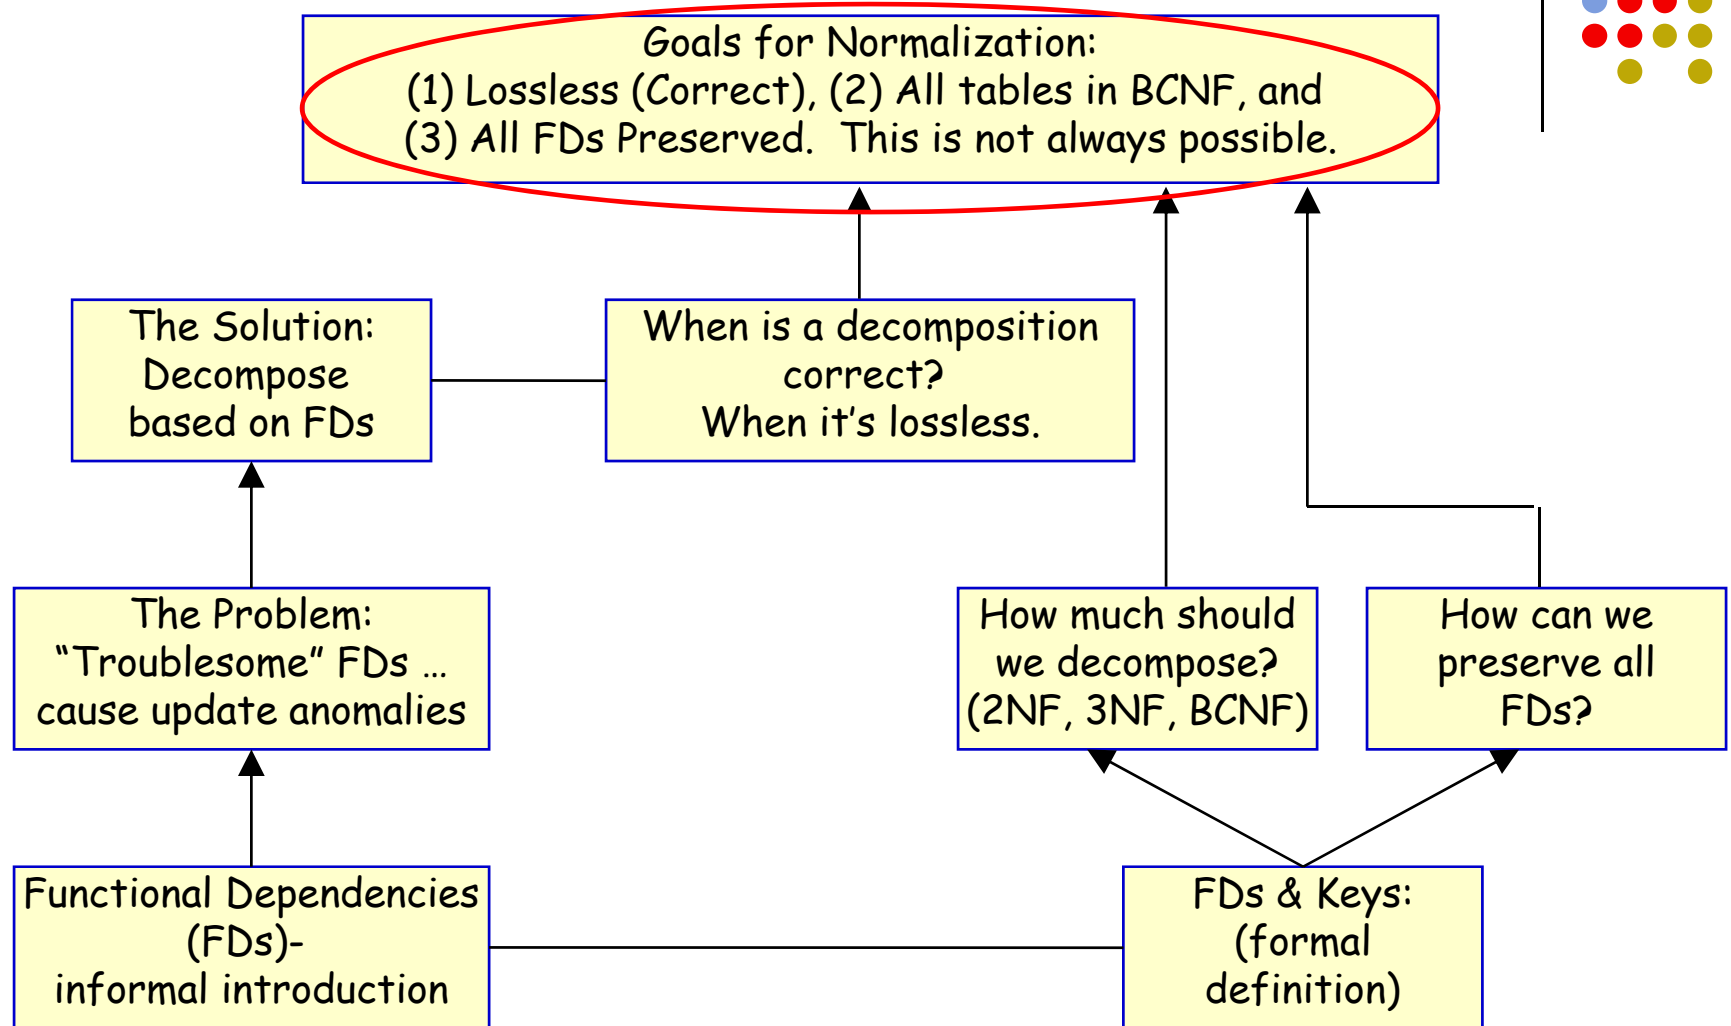 Goals for Normalization:
(1) Lossless (Correct), (2) All tables in BCNF, and
(3) All FDs Preserved.  This is not always possible.
The Solution:
Decompose
based on FDs
When is a decomposition
correct?
When it's lossless.
The Problem:
“Troublesome” FDs …
cause update anomalies
How much should
we decompose?
(2NF, 3NF, BCNF)
How can we
preserve all
FDs?
Functional Dependencies
(FDs)-
informal introduction
FDs & Keys:
(formal
definition)